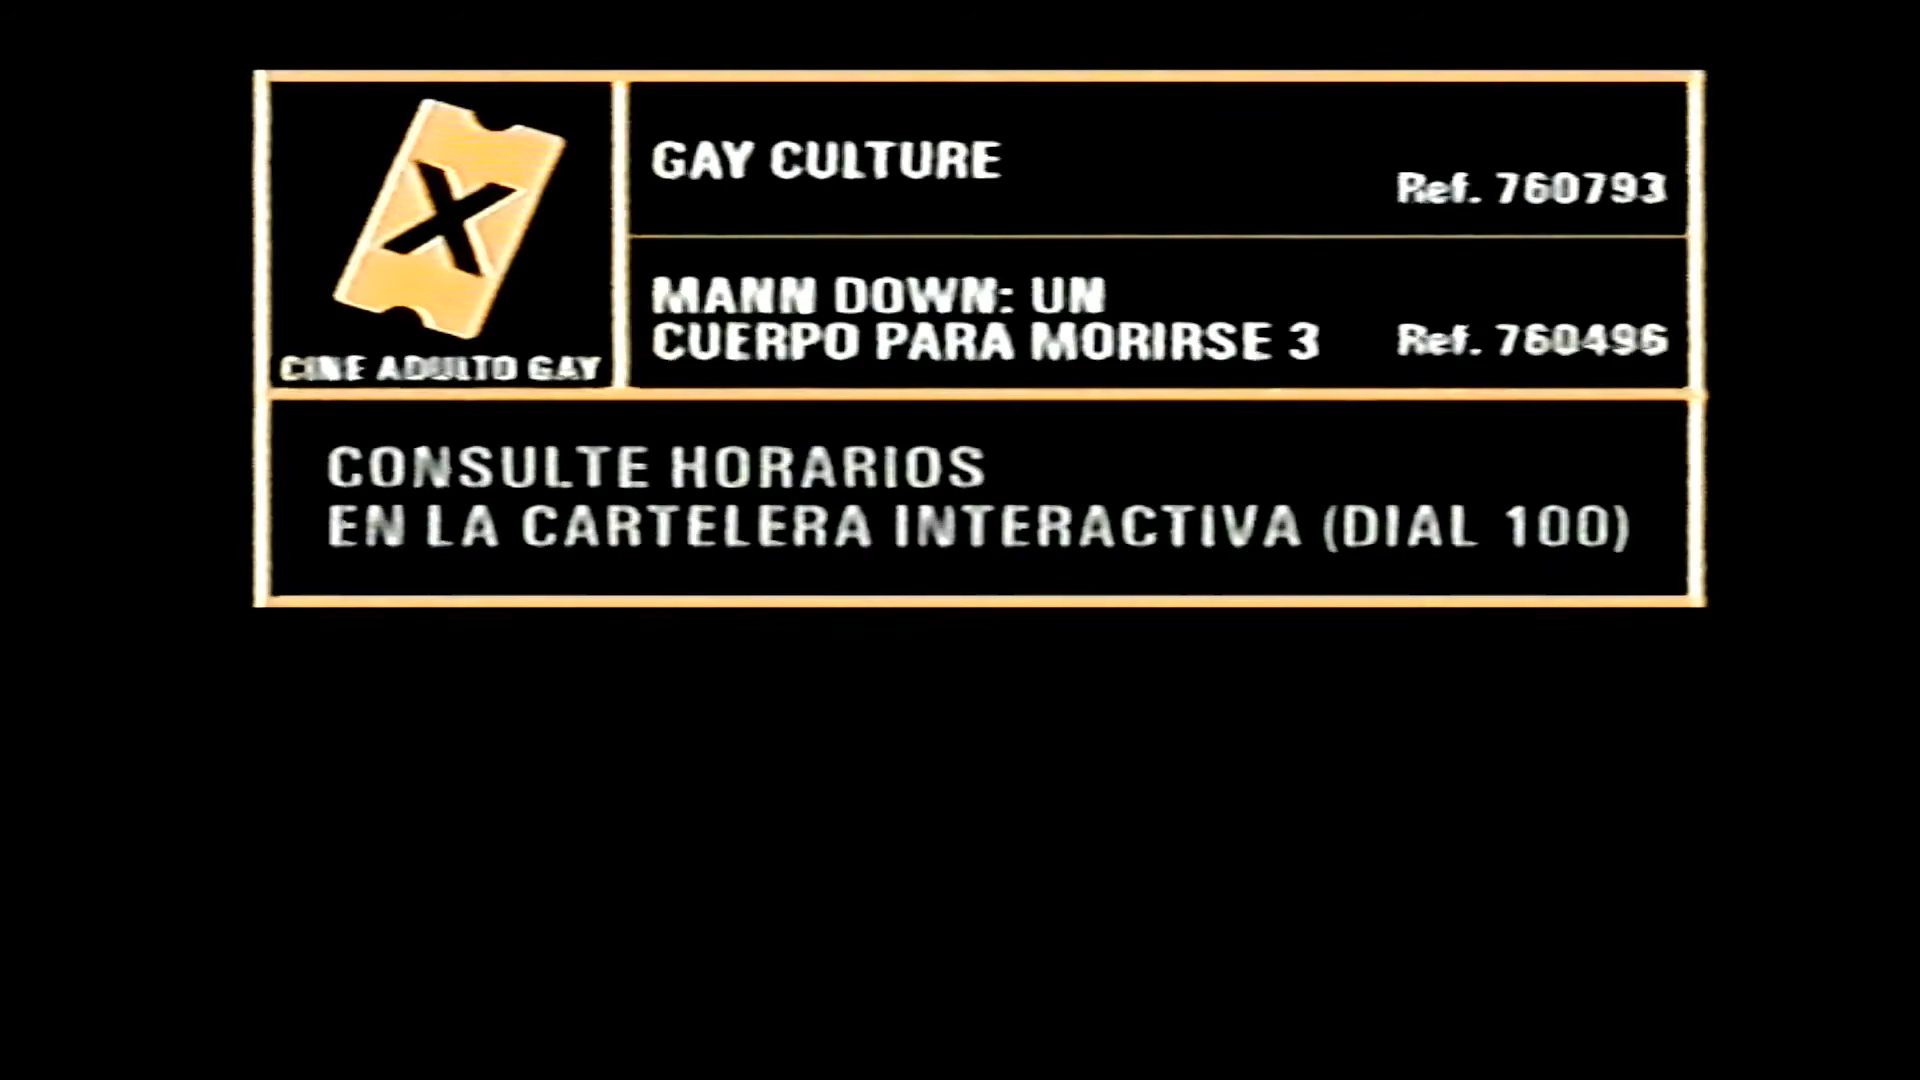 X
CINE ADULTO GAY
GAY CULTURE
Ref. 760793
MANN DOWN: UN
CUERPO PARA MORIRSE 3
Ref. 760496
CONSULTE HORARIOS
EN LA CARTELERA INTERACTIVA (DIAL 100)